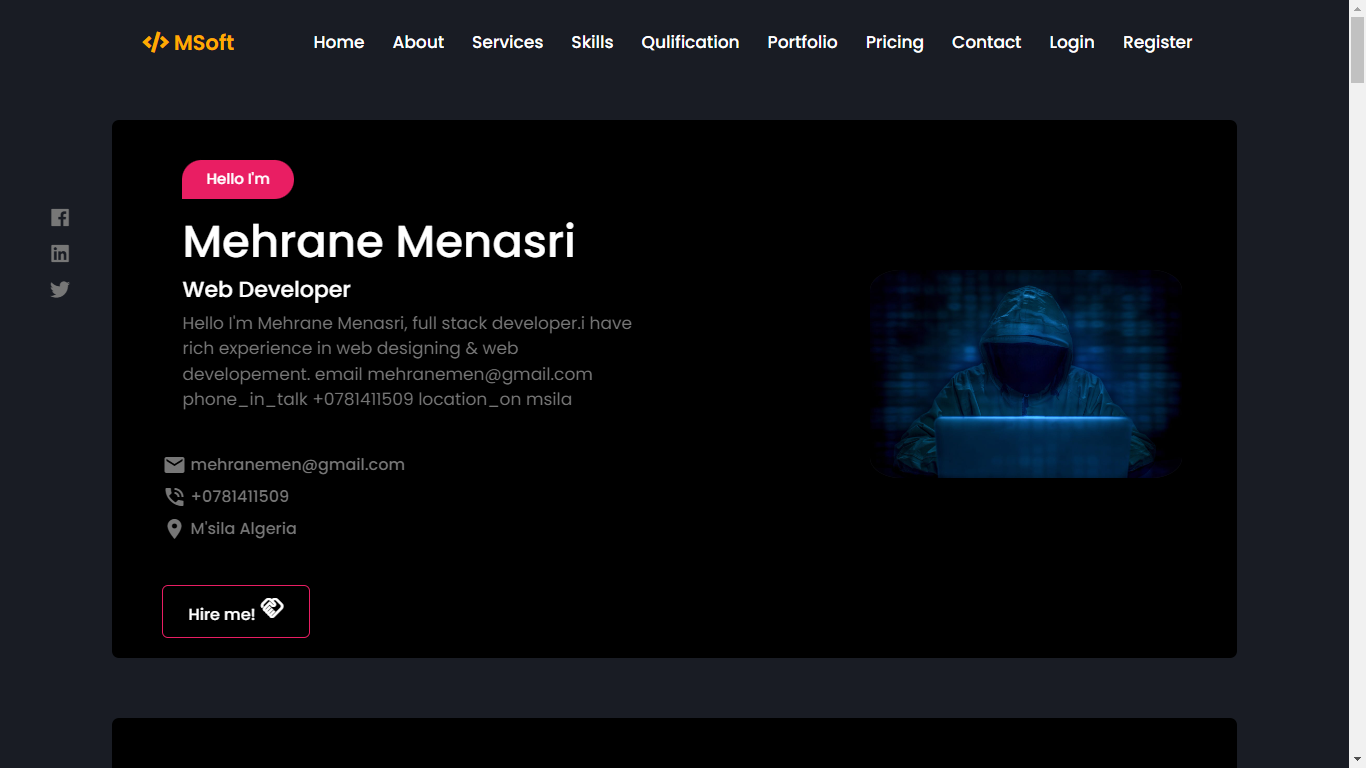 MSoft Home About Services Skills Qulification Portfolio Pricing Contact Login Register
Hello I'm
Mehrane Menasri
Web Developer
Hello I'm Mehrane Menasri, full stack developer.i have
rich experience in web designing & web
developement. email mehranemen@gmail.com
phone_in_talk +0781411509 location_on msila
mehranemen@gmail.com
+0781411509
M'sila Algeria
Hire me!